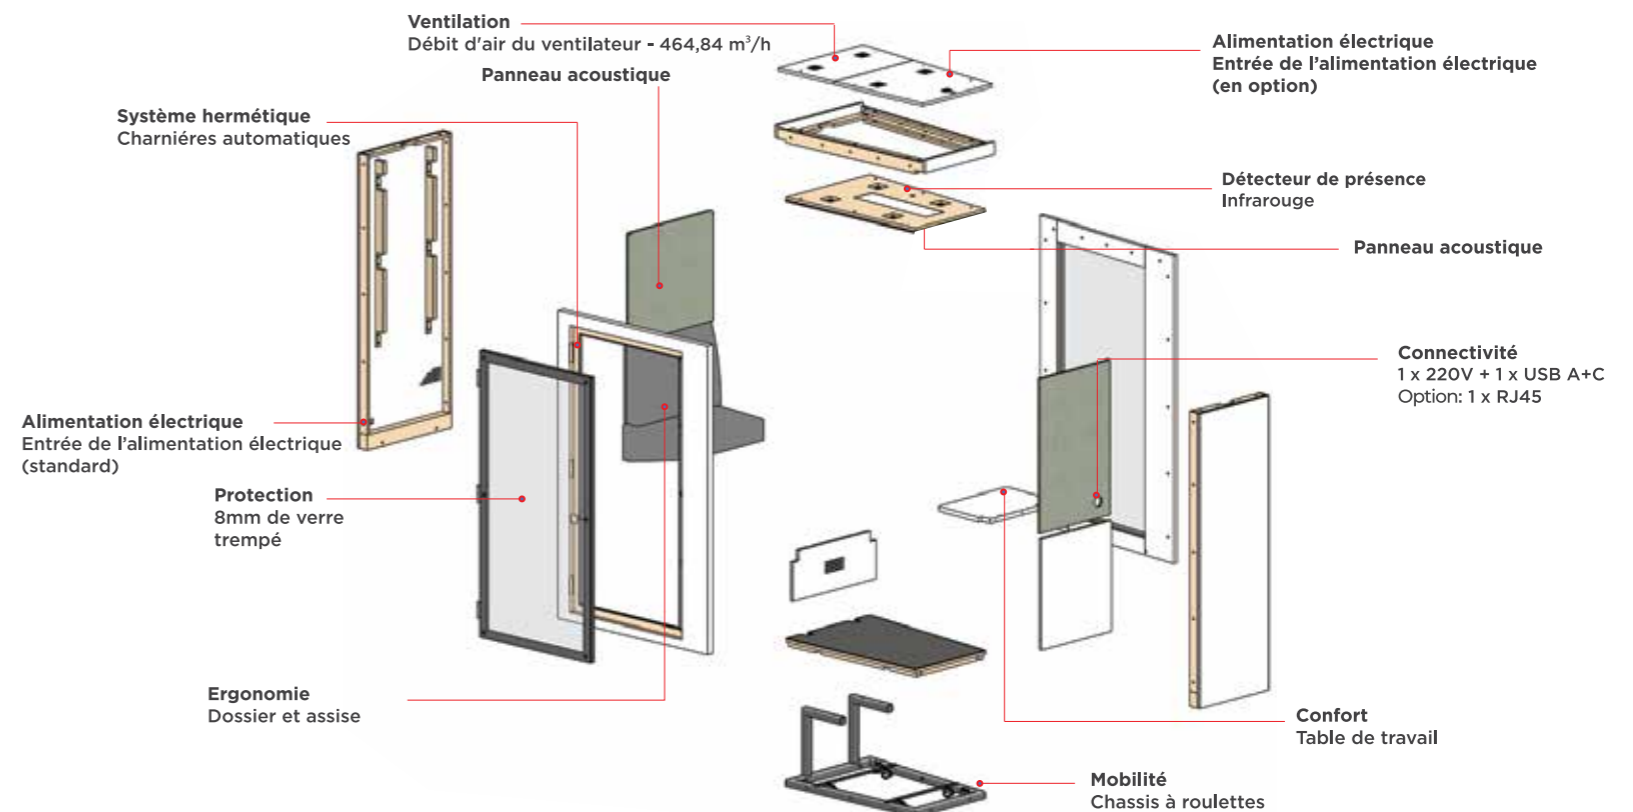 Ventilation
Débit d'air du ventilateur - 464,84 m³/h
Panneau acoustique
Système hermétique
Charniéres automatiques
Alimentation électrique
Entrée de l'alimentation électrique
(en option)
Détecteur de présence
Infrarouge
Panneau acoustique
Connectivité
1 x 220V + 1 x USB A+C
Option: 1 x RJ45
Alimentation électrique
Entrée de l'alimentation électrique
(standard)
Protection
8mm de verre
trempé
Ergonomie
Dossier et assise
Confort
Table de travail
Mobilité
Chassis à roulettes